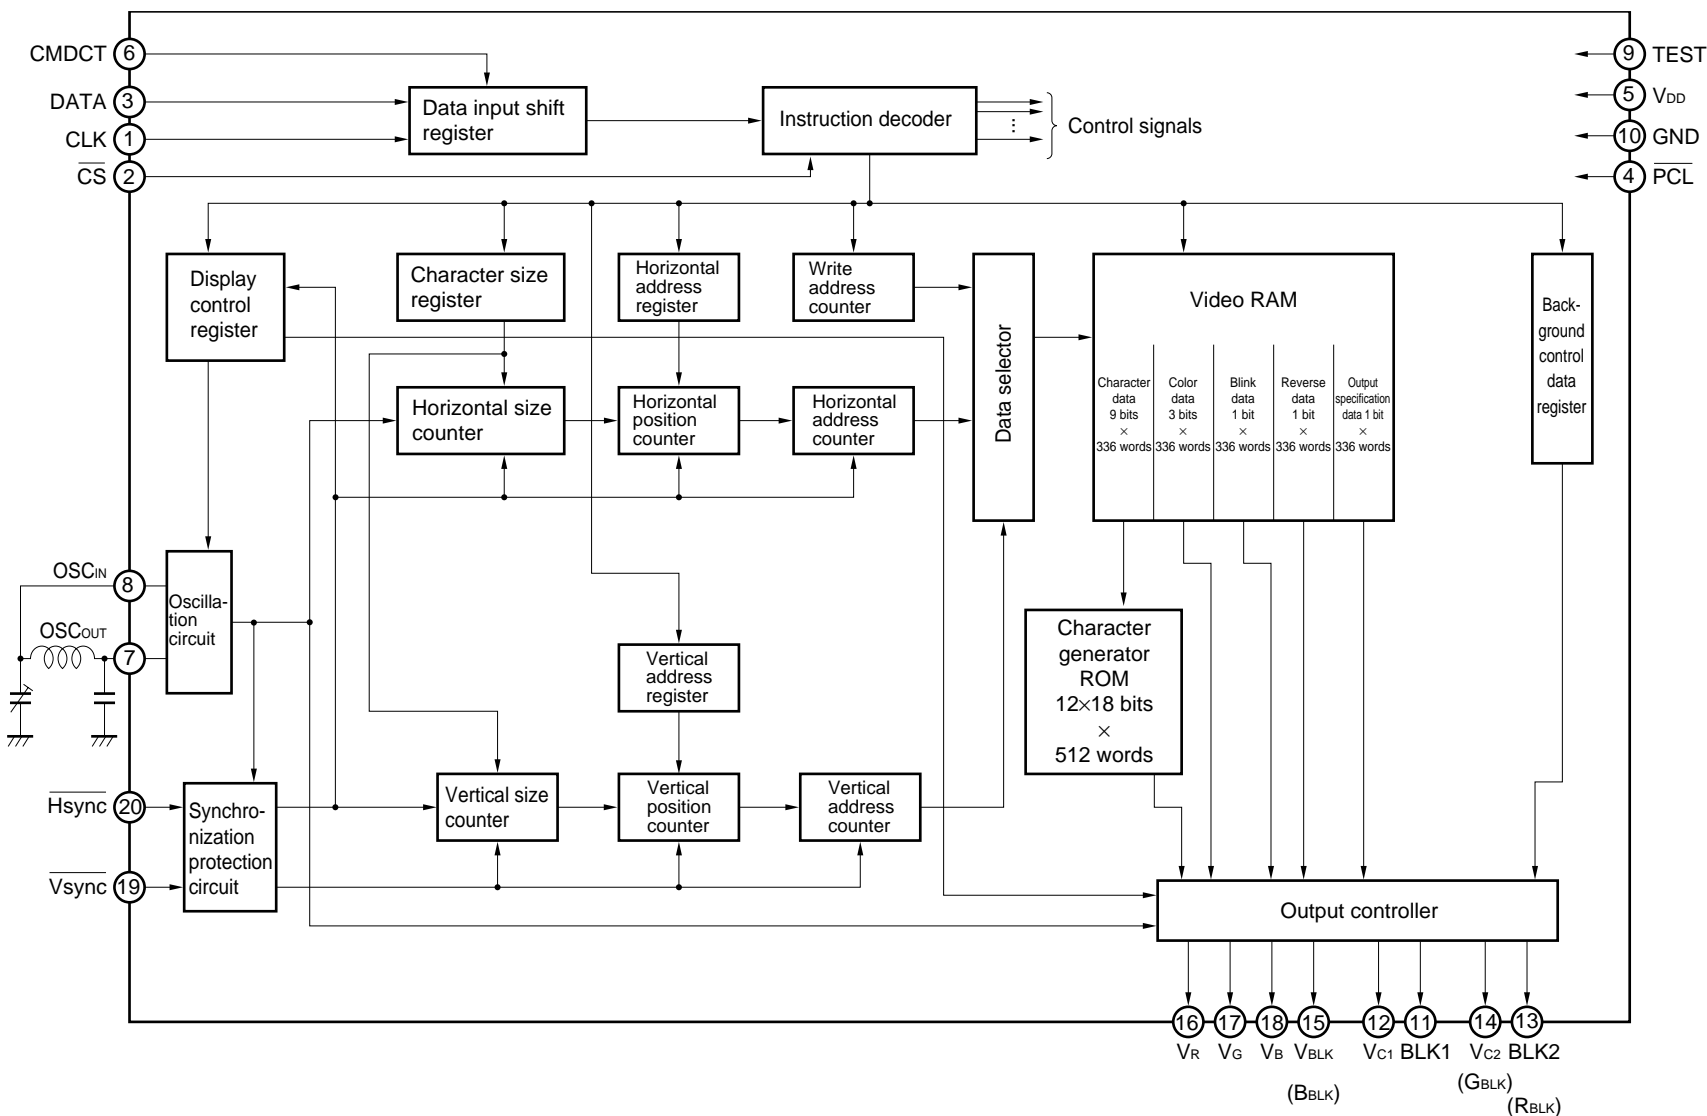 CMDCT 6
DATA 3
CLK 1
CS 2
Data input shift
register
Instruction decoder
⋮
Control signals
9 TEST
5 VDD
10 GND
4 PCL
Display
control
register
Character size
register
Horizontal
address
register
Write
address
counter
Data selector
Video RAM
Character
data
9 bits
×
336 words
Color
data
3 bits
×
336 words
Blink
data
1 bit
×
336 words
Reverse
data
1 bit
×
336 words
Output
specification
data 1 bit
×
336 words
Back-
ground
control
data
register
Horizontal size
counter
Horizontal
position
counter
Horizontal
address
counter
OSCIN
8
OSCOUT
7
Oscilla-
tion
circuit
Vertical
address
register
Character
generator
ROM
12×18 bits
×
512 words
Hsync 20
Vsync 19
Synchro-
nization
protection
circuit
Vertical size
counter
Vertical
position
counter
Vertical
address
counter
Output controller
16 17 18 15 12 11 14 13
VR VG VB VBLK VC1 BLK1 VC2 BLK2
(BBLK) (GBLK)
(RBLK)